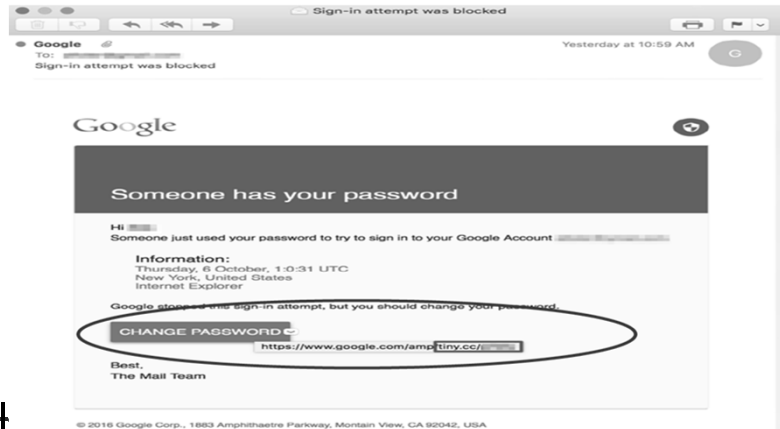 Sign-in attempt was blocked
Google
Yesterday at 10:59 AM
G
To:
Sign-in attempt was blocked
Google
Someone has your password
Hi
Someone just used your password to try to sign in to your Google Account
Information:
Thursday, 6 October, 1:0:31 UTC
New York, United States
Internet Explorer
Google stopped this sign-in attempt, but you should change your password.
CHANGE PASSWORD
https://www.google.com/amp/tiny.cc/
Best,
The Mail Team
© 2016 Google Corp., 1883 Amphithaetre Parkway, Montain View, CA 92042, USA